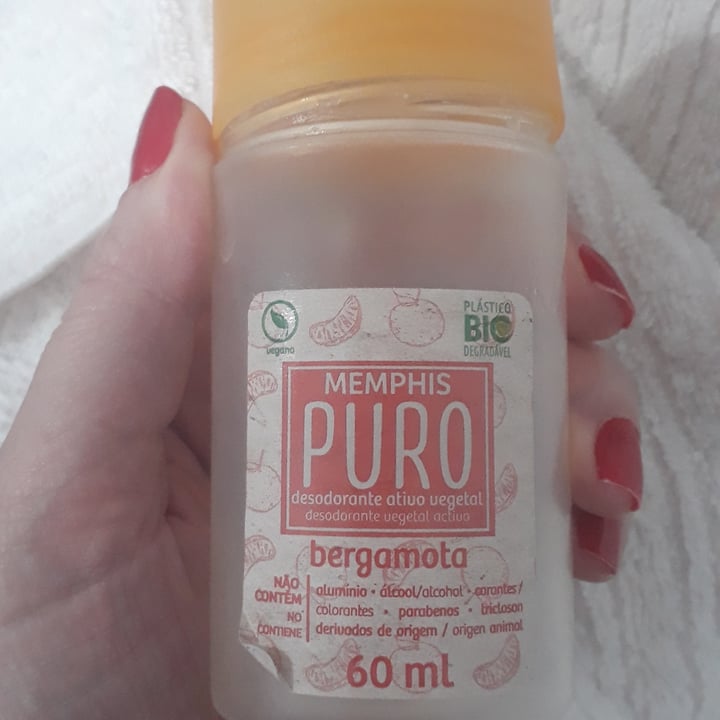 vegano
PLÁSTICO
BIO
DEGRADÁVEL
MEMPHIS
PURO
desodorante ativo vegetal
desodorante vegetal activo
bergamota
NÃO
CONTÉM
NO
CONTIENE
alumínio • álcool/alcohol • corantes/
colorantes • parabenos • triclosan
derivados de origem / origen animal
60 ml